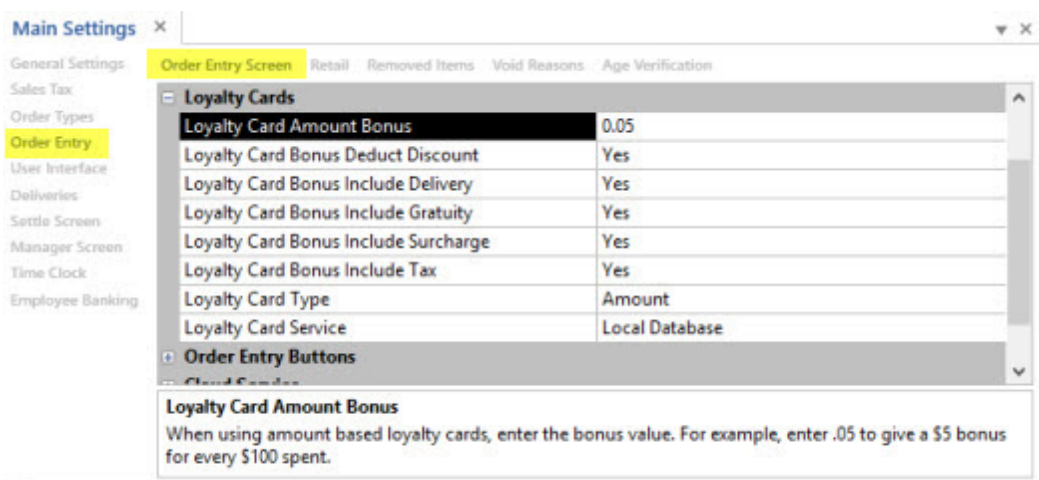 Main Settings
General Settings
Sales Tax
Order Types
Order Entry
User Interface
Deliveries
Settle Screen
Manager Screen
Time Clock
Employee Banking
Order Entry Screen Retail Removed Items Void Reasons Age Verification
Loyalty Cards
Loyalty Card Amount Bonus 0.05
Loyalty Card Bonus Deduct Discount Yes
Loyalty Card Bonus Include Delivery Yes
Loyalty Card Bonus Include Gratuity Yes
Loyalty Card Bonus Include Surcharge Yes
Loyalty Card Bonus Include Tax Yes
Loyalty Card Type Amount
Loyalty Card Service Local Database
Order Entry Buttons
Cloud Service
Loyalty Card Amount Bonus
When using amount based loyalty cards, enter the bonus value. For example, enter .05 to give a $5 bonus
for every $100 spent.